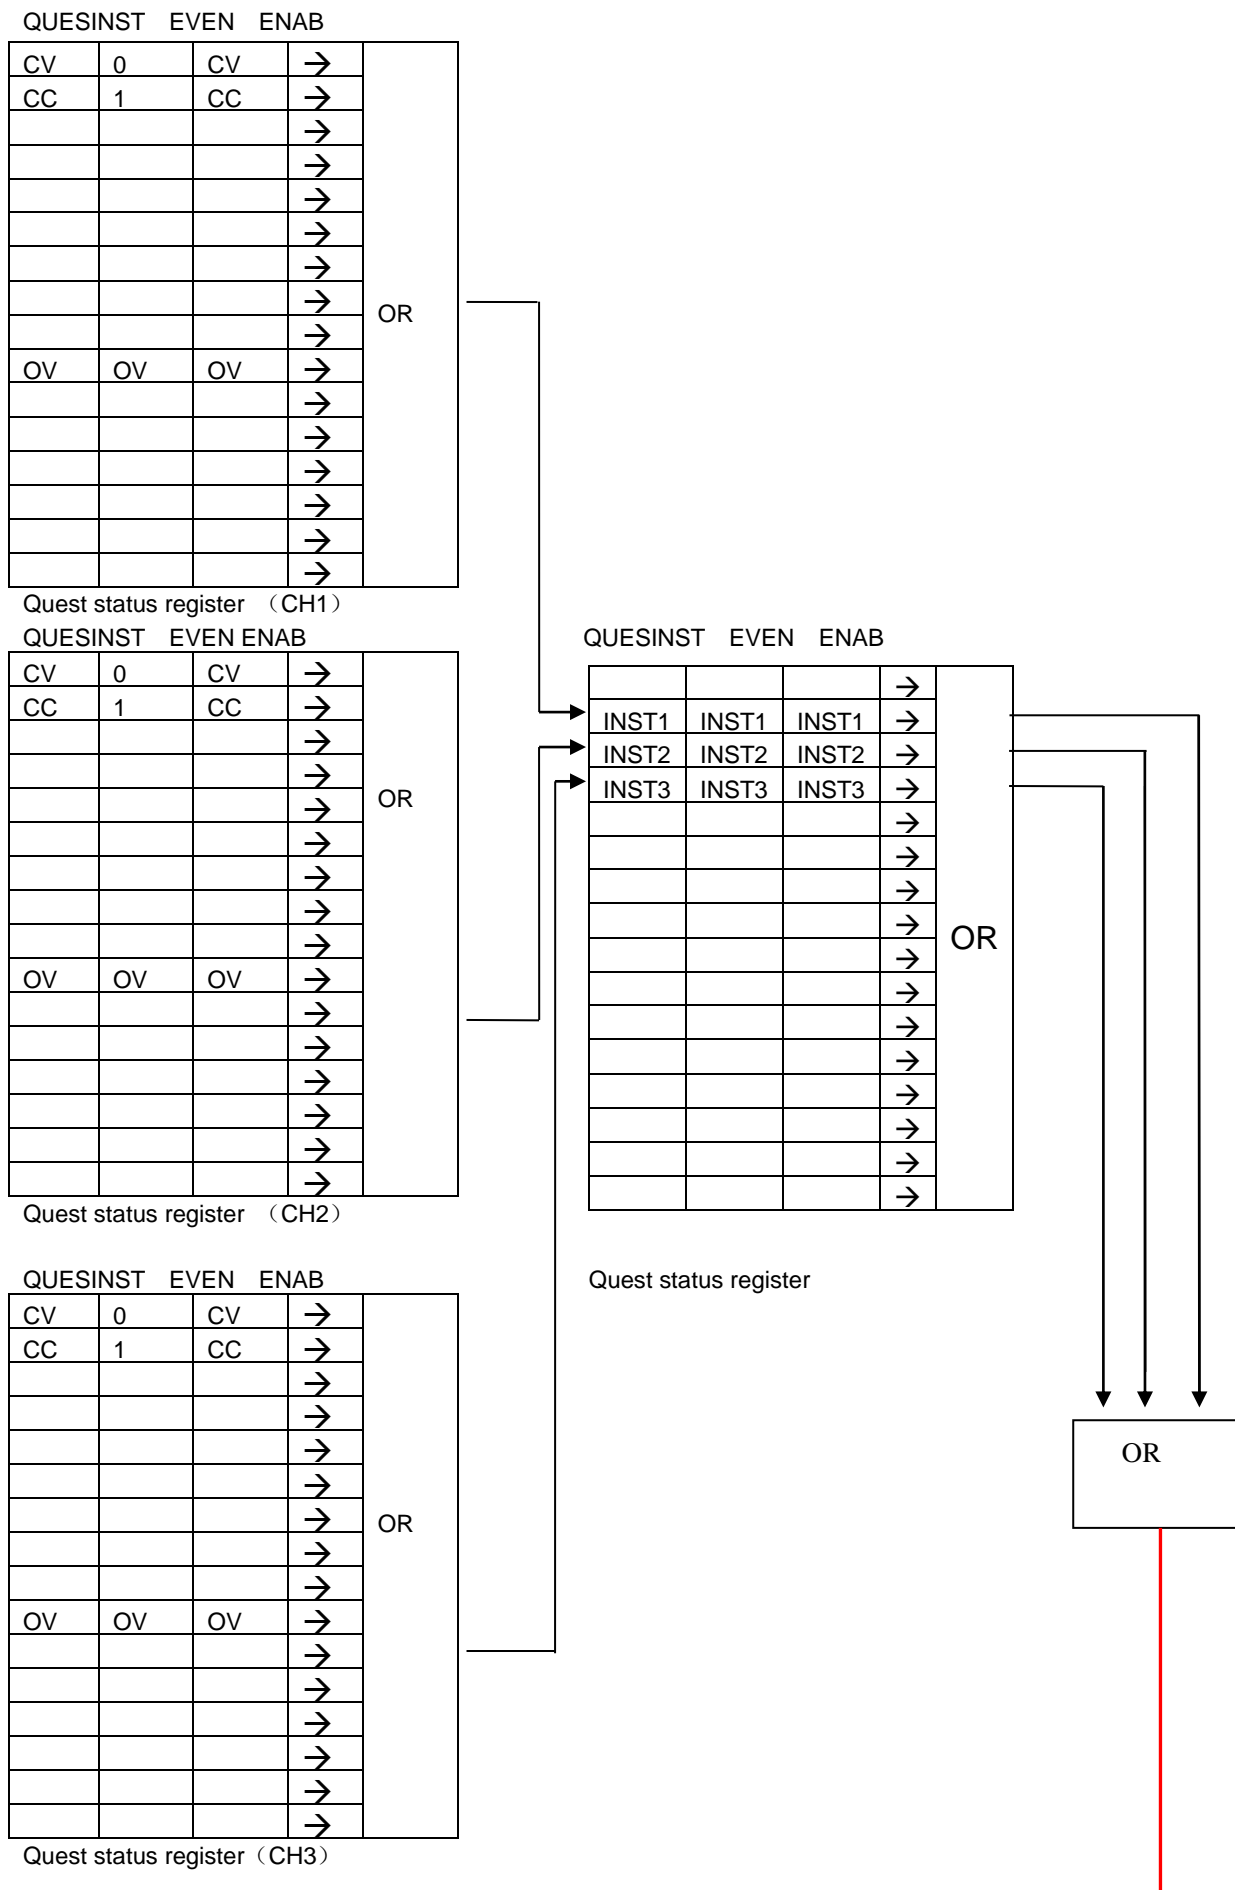 QUESINST EVEN ENAB
CV 0 CV →
CC 1 CC →
→
→
→
→
→
→
OR
→
OV OV OV →
→
→
→
→
→
→
Quest status register （CH1）
QUESINST EVEN ENAB
CV 0 CV →
CC 1 CC →
→
→
→
OR
→
→
→
→
OV OV OV →
→
→
→
→
→
→
Quest status register （CH2）
QUESINST EVEN ENAB
→
INST1 INST1 INST1 →
INST2 INST2 INST2 →
INST3 INST3 INST3 →
→
→
→
→
OR
→
→
→
→
→
→
→
→
Quest status register
QUESINST EVEN ENAB
CV 0 CV →
CC 1 CC →
→
→
→
→
→
OR
→
→
OV OV OV →
→
→
→
→
→
→
Quest status register（CH3）
OR